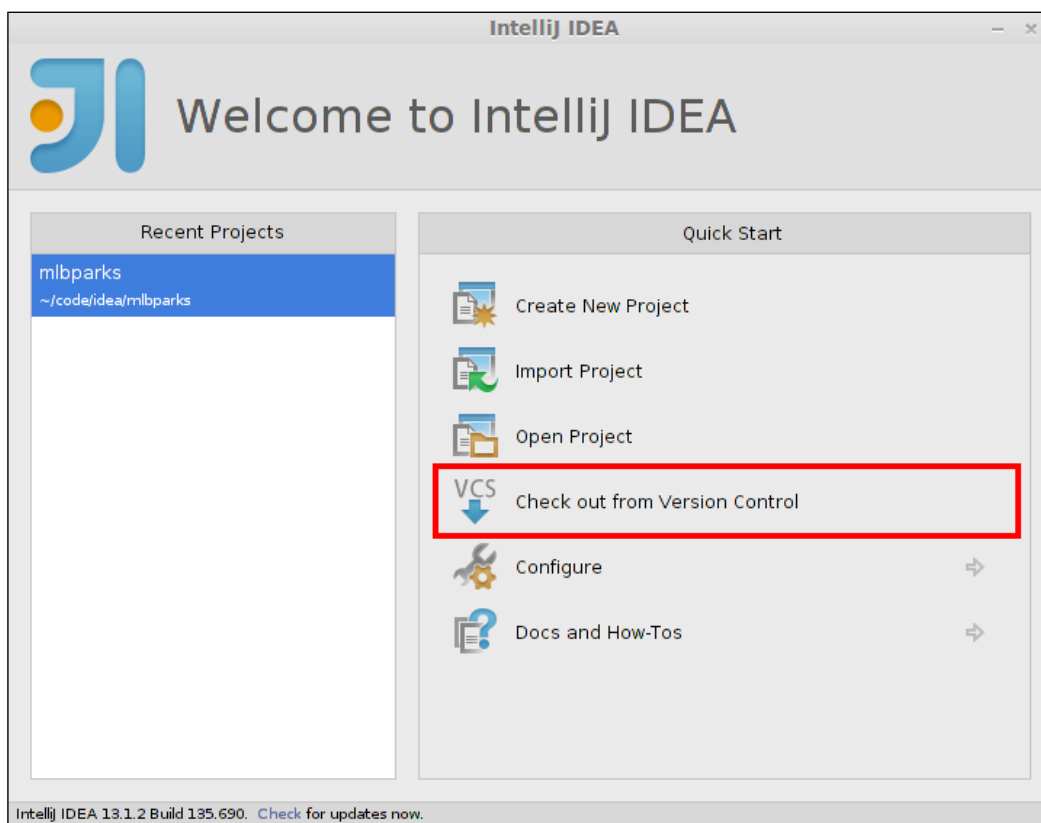 IntelliJ IDEA
Welcome to IntelliJ IDEA
Recent Projects
mlbparks
~/code/idea/mlbparks
Quick Start
Create New Project
Import Project
Open Project
VCS
Check out from Version Control
Configure
Docs and How-Tos
IntelliJ IDEA 13.1.2 Build 135.690. Check for updates now.